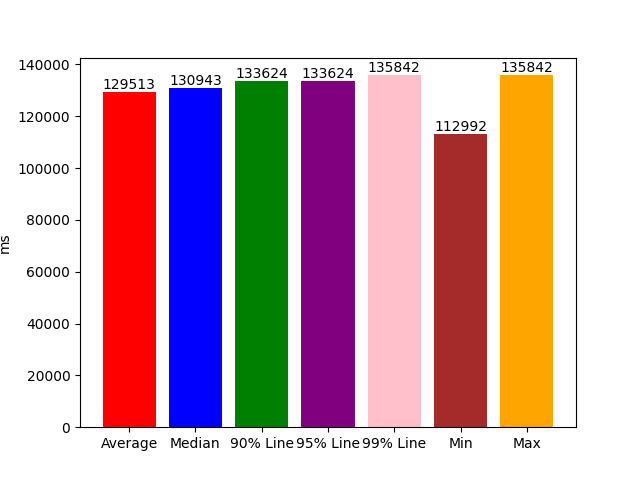 140000
120000
100000
80000
60000
40000
20000
0
ms
129513
130943
133624
133624
135842
112992
135842
Average
Median
90% Line
95% Line
99% Line
Min
Max